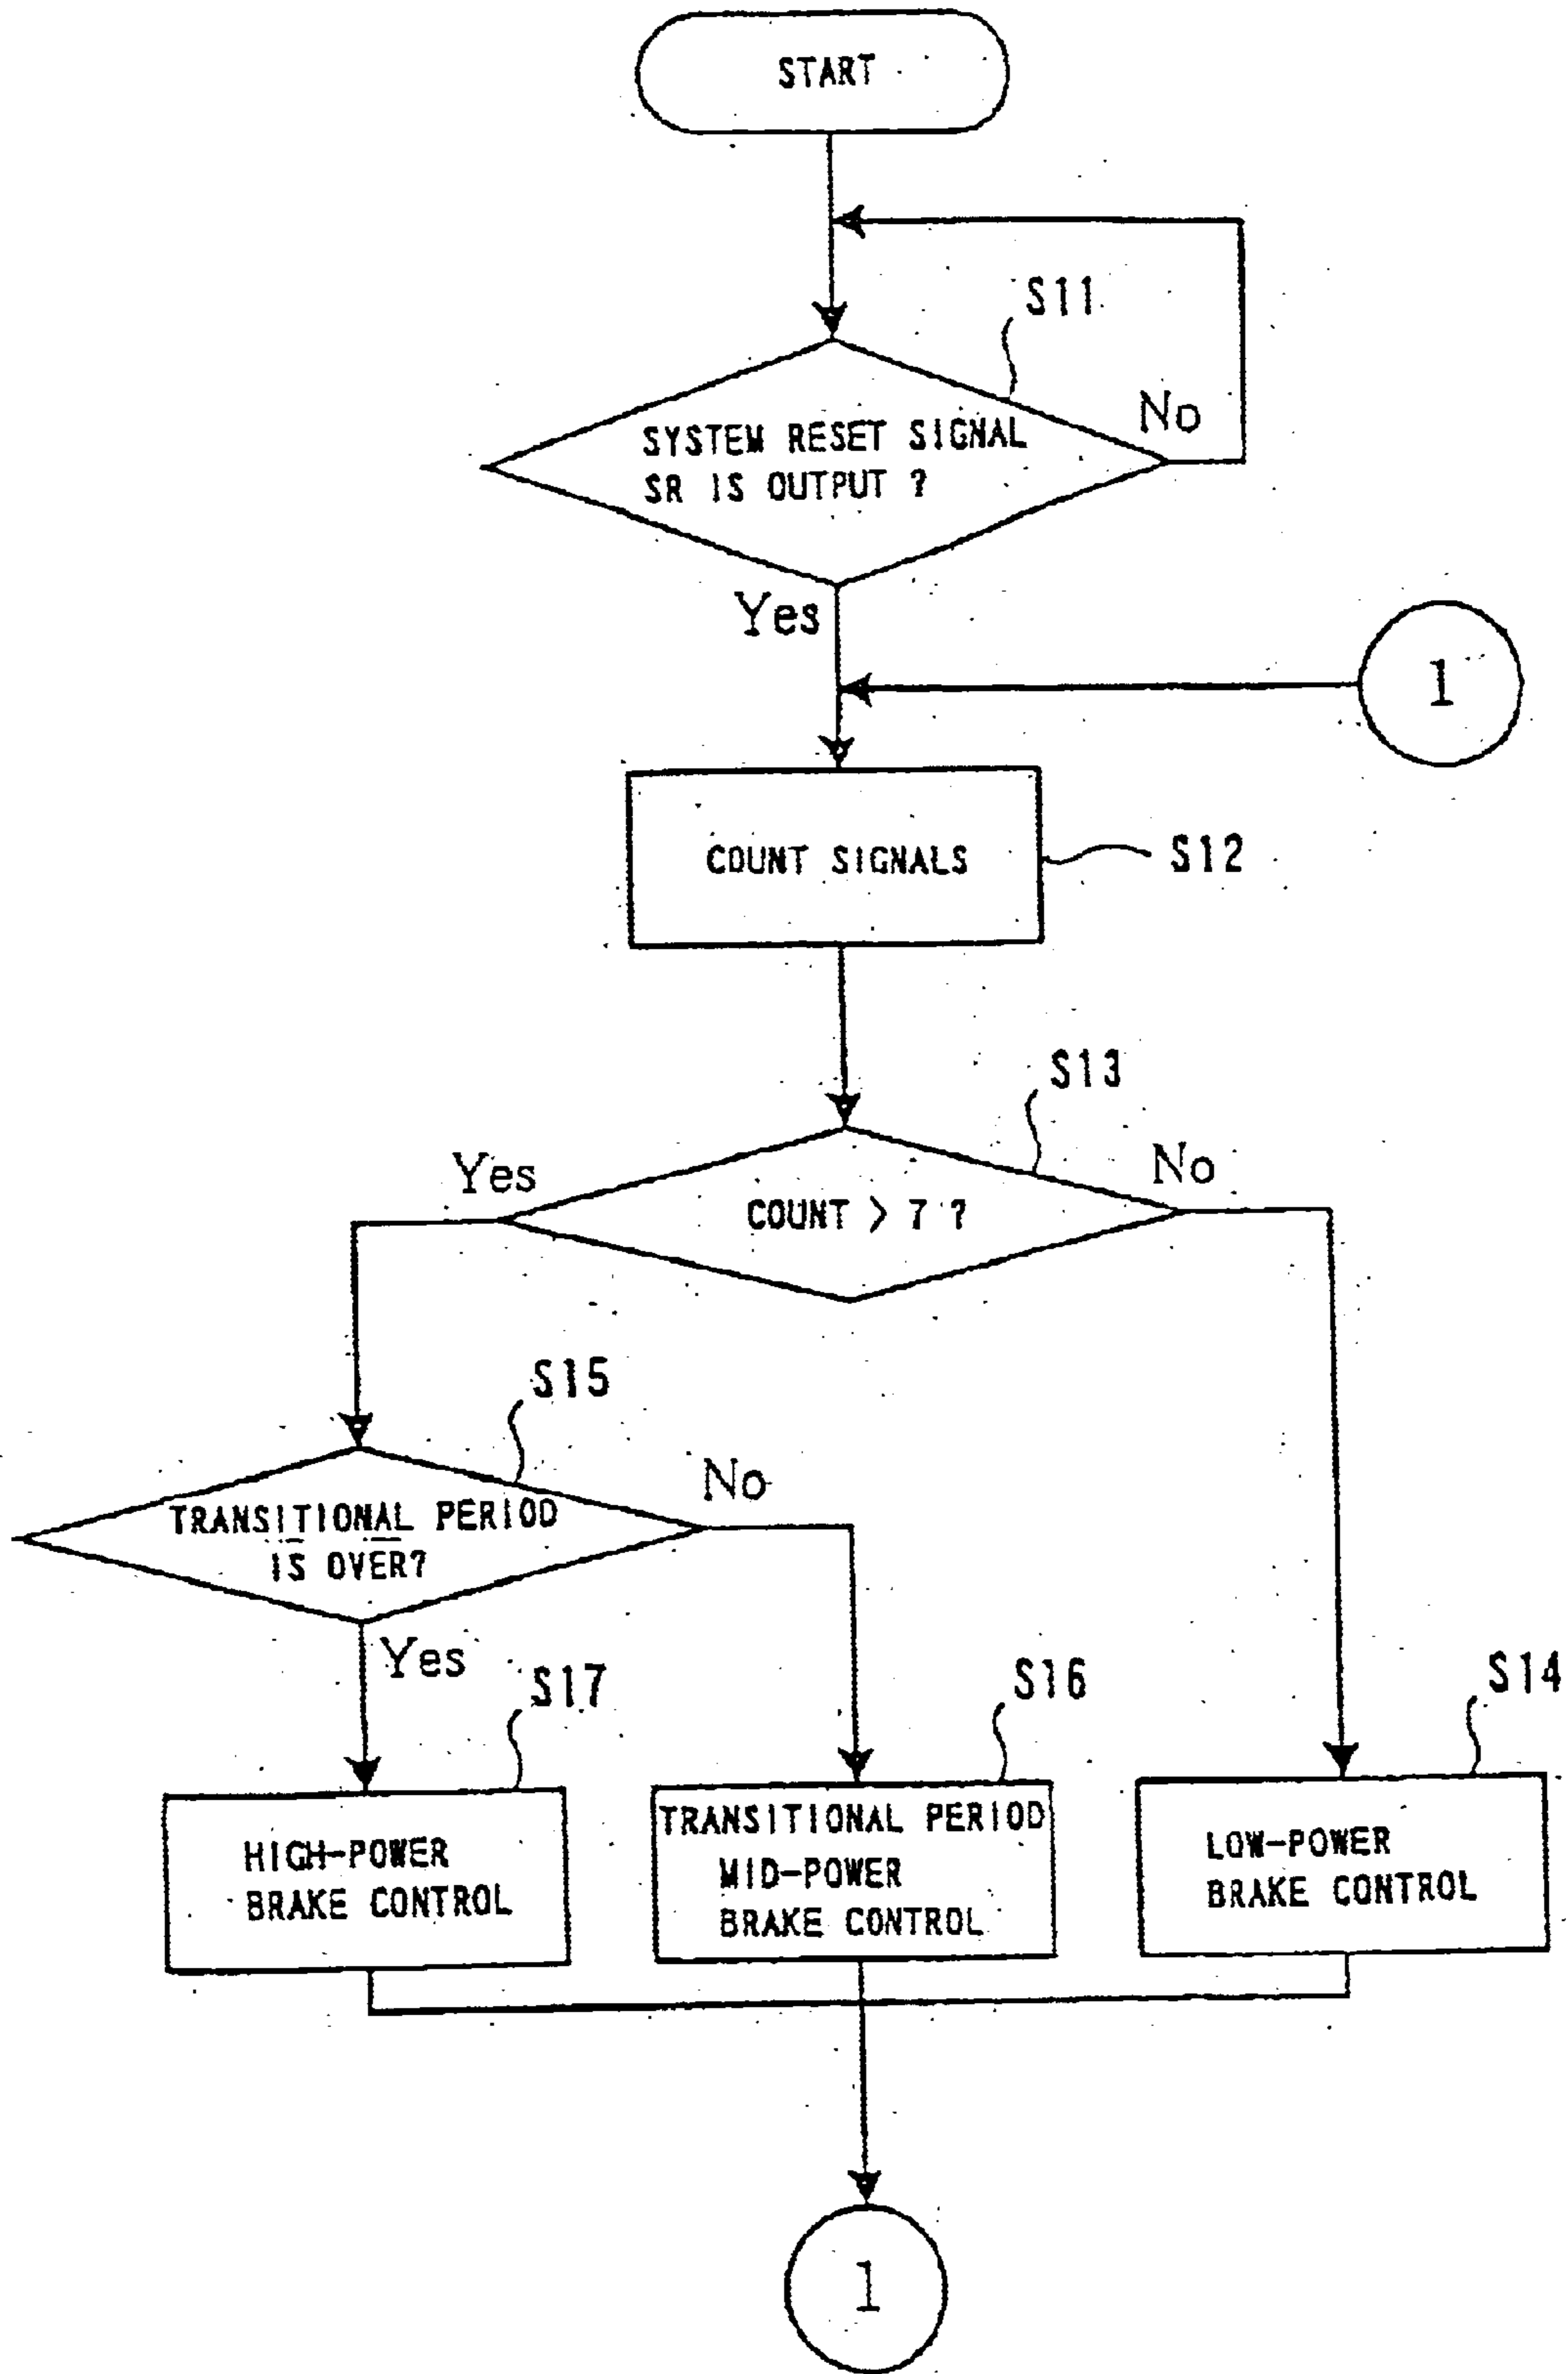 START
S11
SYSTEM RESET SIGNAL
SR IS OUTPUT ?
No
Yes
1
COUNT SIGNALS
S12
S13
Yes
No
COUNT > 7 ?
S15
No
TRANSITIONAL PERIOD
IS OVER?
Yes
S17
S16
S14
HIGH-POWER
BRAKE CONTROL
TRANSITIONAL PERIOD
MID-POWER
BRAKE CONTROL
LOW-POWER
BRAKE CONTROL
1